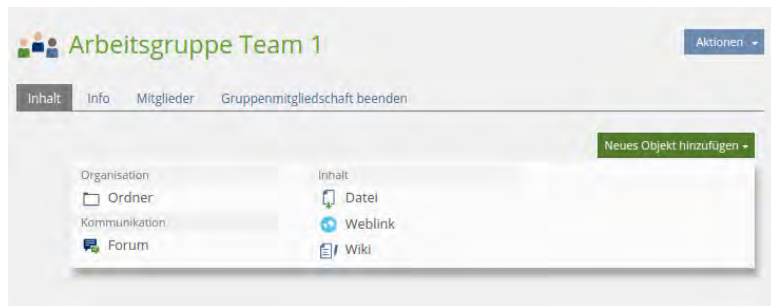 Arbeitsgruppe Team 1
Aktionen
Inhalt Info Mitglieder Gruppenmitgliedschaft beenden
Neues Objekt hinzufügen
Organisation
Ordner
Kommunikation
Forum
Inhalt
Datei
Weblink
Wiki